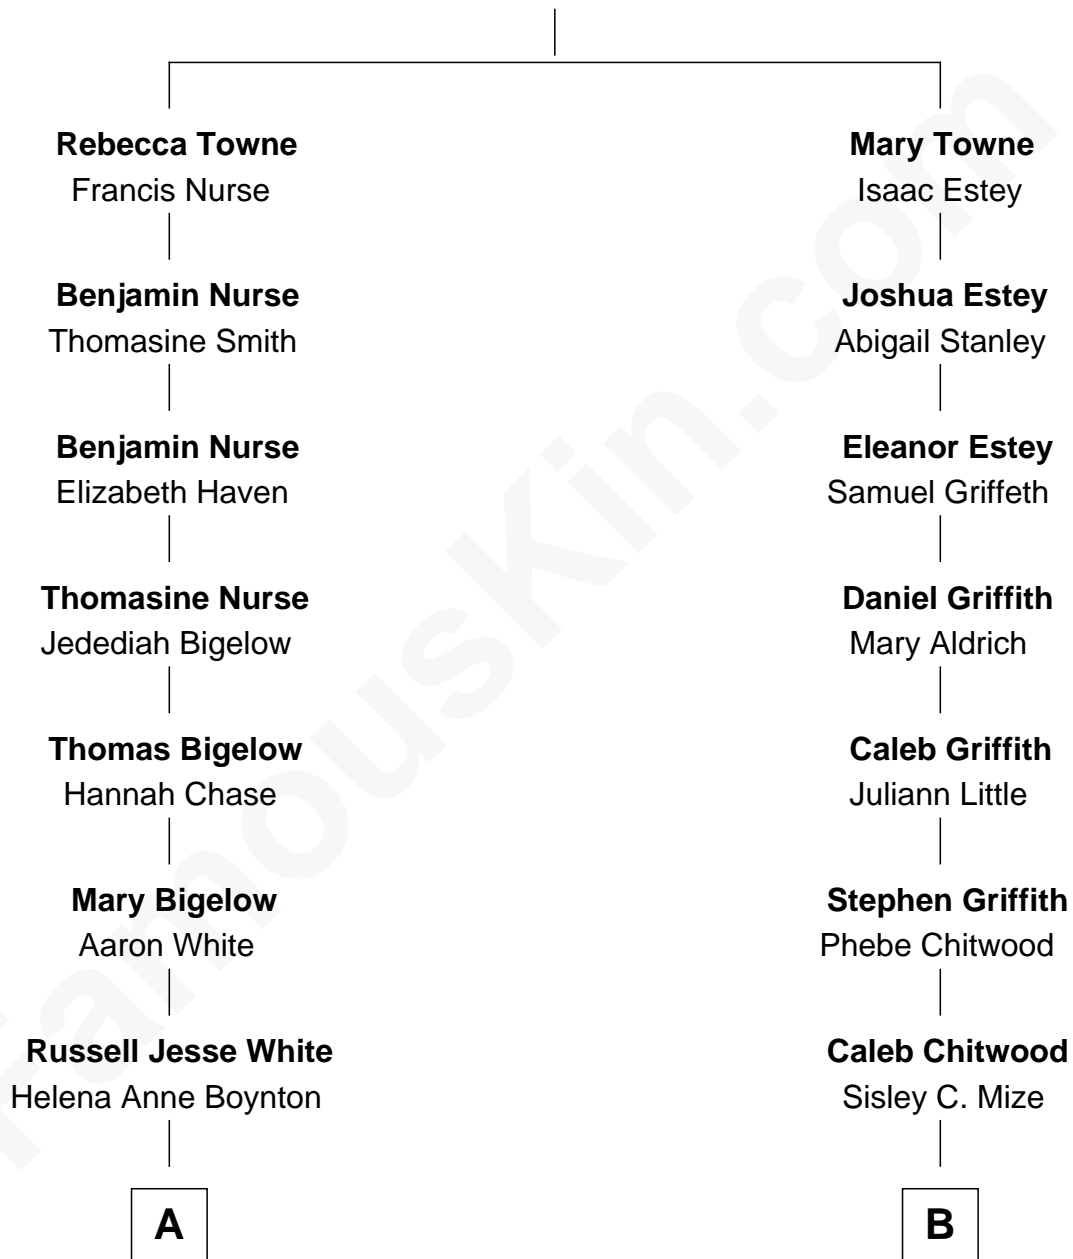 Rebecca Towne
Francis Nurse
Benjamin Nurse
Thomasine Smith
Benjamin Nurse
Elizabeth Haven
Thomasine Nurse
Jedediah Bigelow
Thomas Bigelow
Hannah Chase
Mary Bigelow
Aaron White
Russell Jesse White
Helena Anne Boynton
A
Mary Towne
Isaac Estey
Joshua Estey
Abigail Stanley
Eleanor Estey
Samuel Griffeth
Daniel Griffith
Mary Aldrich
Caleb Griffith
Juliann Little
Stephen Griffith
Phebe Chitwood
Caleb Chitwood
Sisley C. Mize
B
FamousKin.com